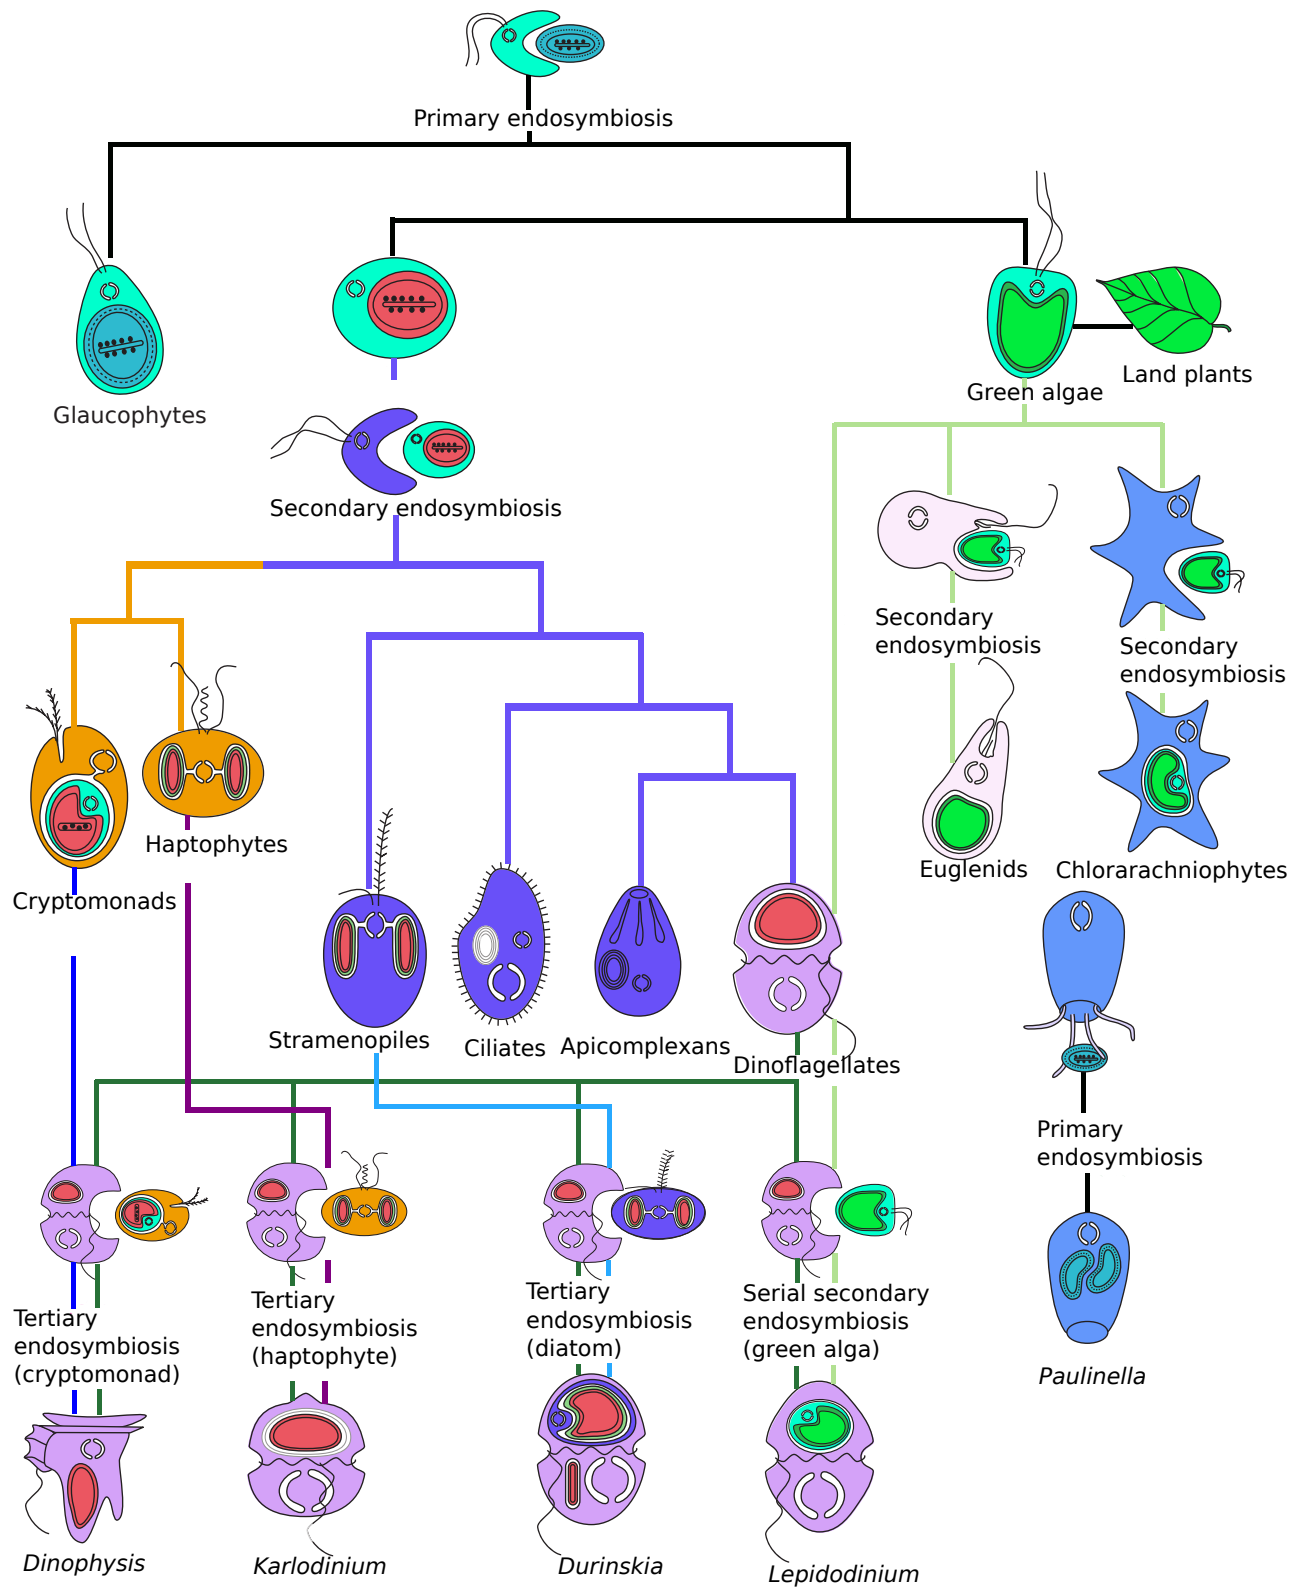 Primary endosymbiosis
Glaucophytes
Green algae
Land plants
Secondary endosymbiosis
Secondary
endosymbiosis
Secondary
endosymbiosis
Haptophytes
Cryptomonads
Euglenids
Chlorarachniophytes
Stramenopiles
Ciliates
Apicomplexans
Dinoflagellates
Primary
endosymbiosis
Tertiary
endosymbiosis
(cryptomonad)
Tertiary
endosymbiosis
(haptophyte)
Tertiary
endosymbiosis
(diatom)
Serial secondary
endosymbiosis
(green alga)
Paulinella
Dinophysis
Karlodinium
Durinskia
Lepidodinium